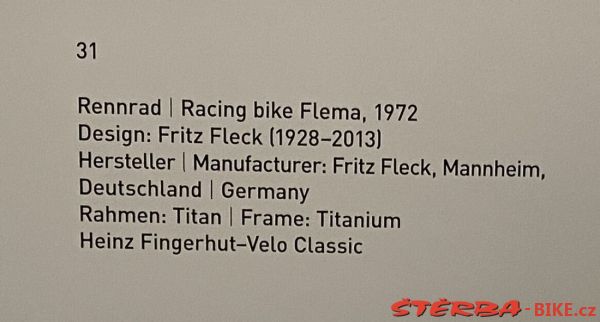 31
Rennrad | Racing bike Flema, 1972
Design: Fritz Fleck (1928–2013)
Hersteller | Manufacturer: Fritz Fleck, Mannheim,
Deutschland | Germany
Rahmen: Titan | Frame: Titanium
Heinz Fingerhut–Velo Classic
ŠTĚRBA-BIKE.cz